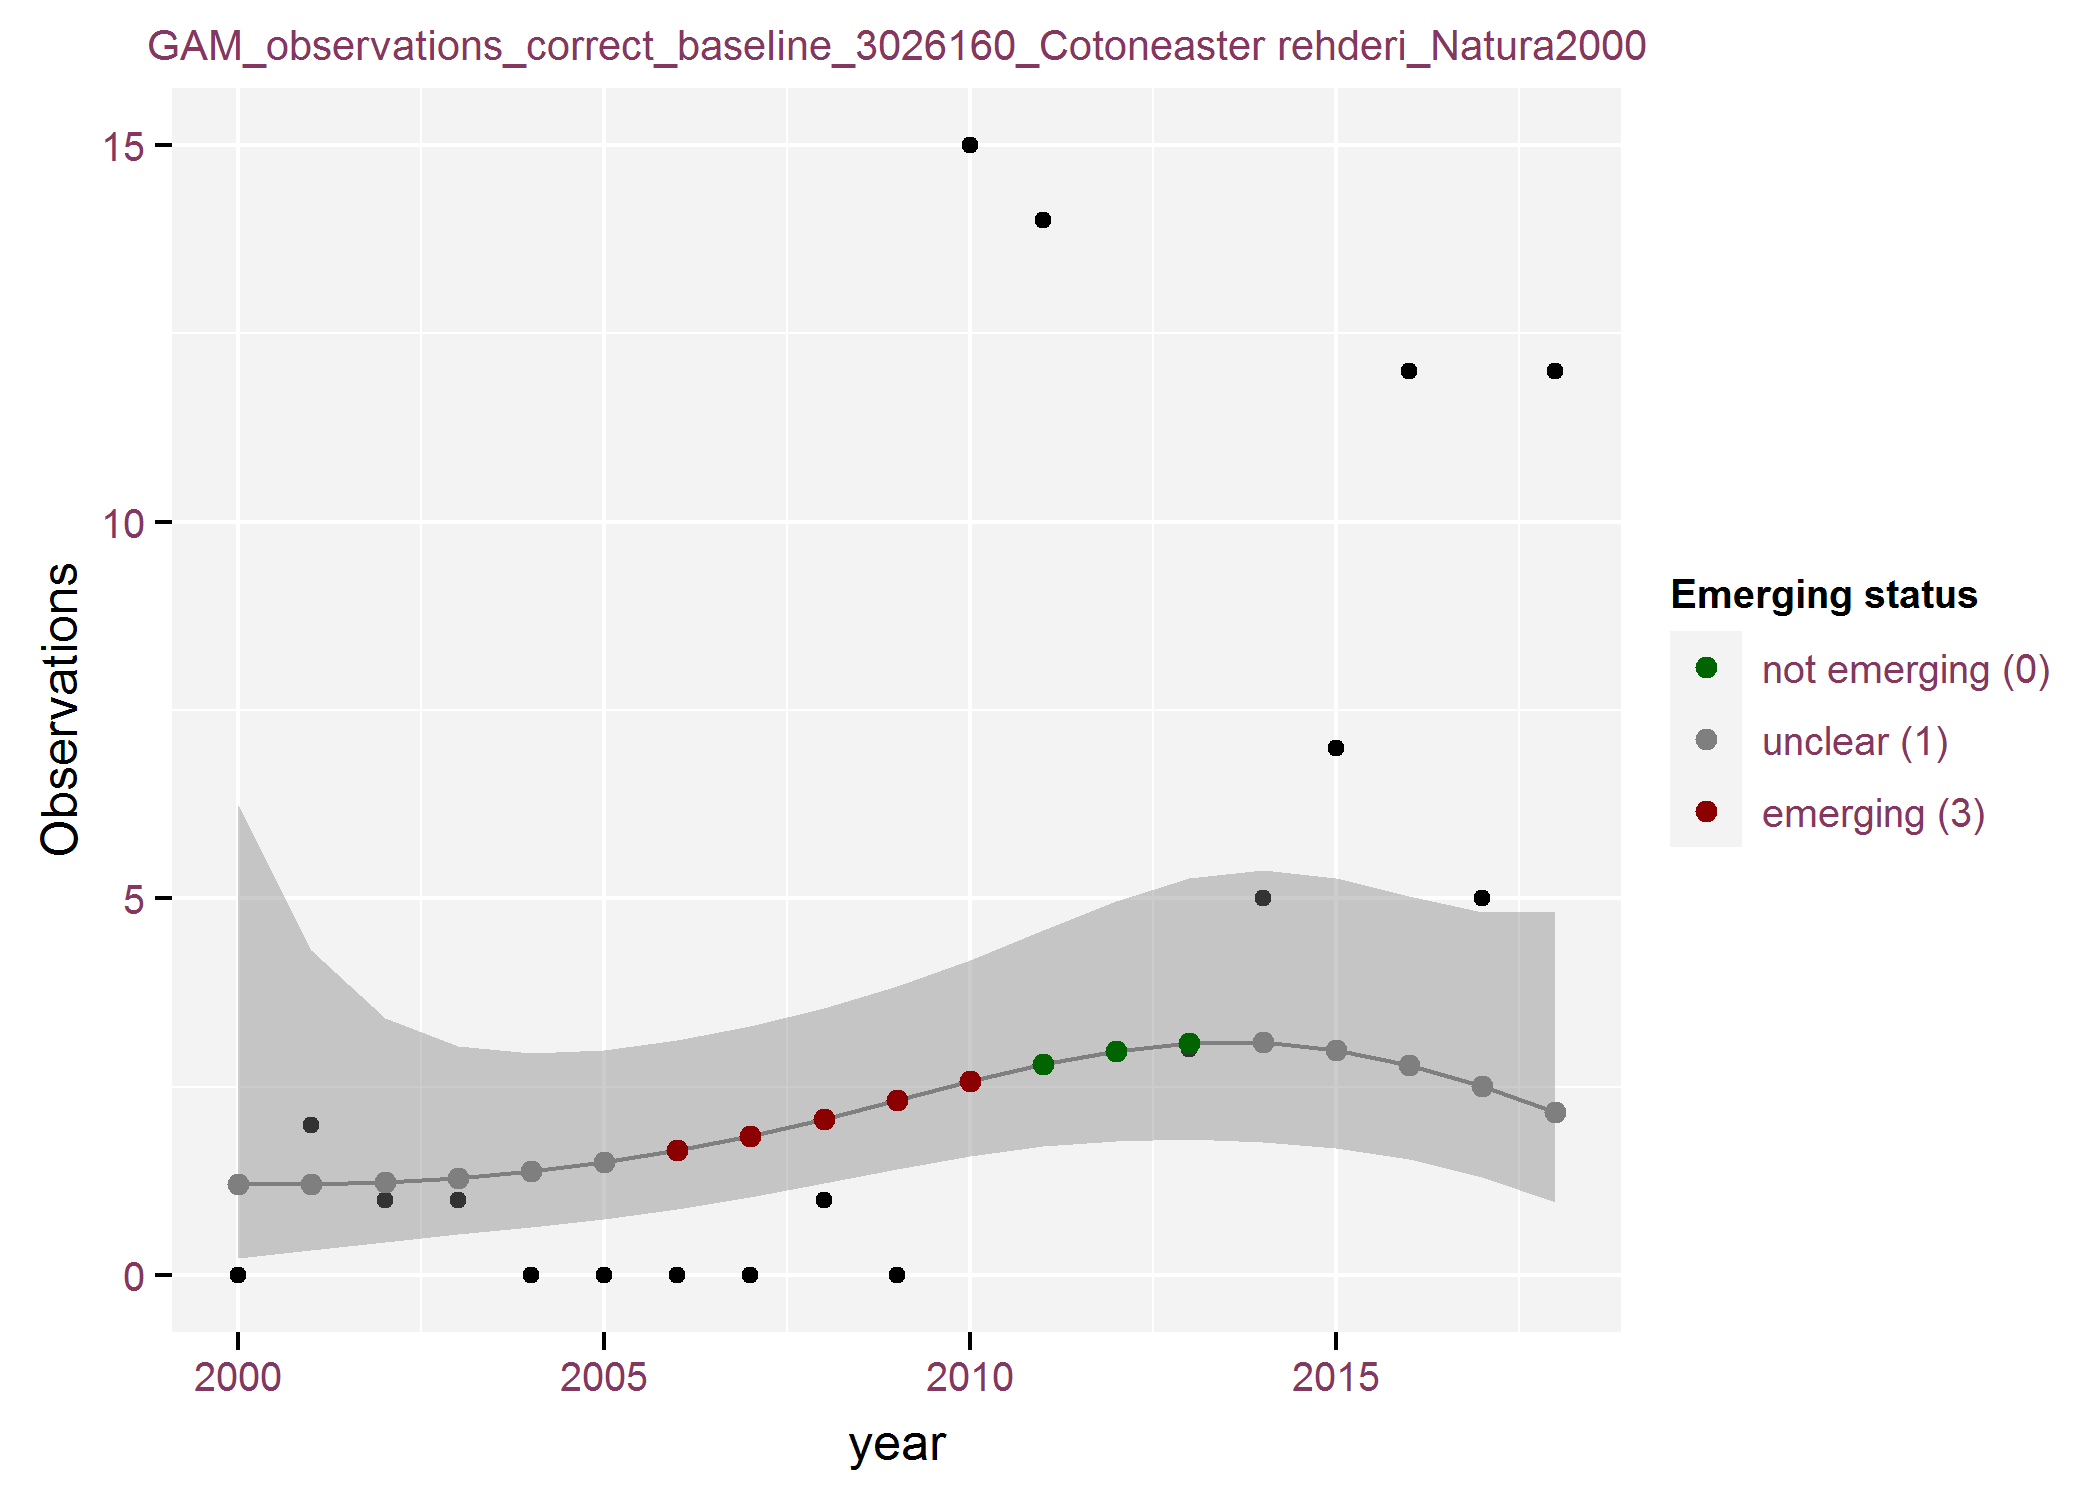 GAM_observations_correct_baseline_3026160_Cotoneaster rehderi_Natura2000
15
10
5
0
Observations
2000
2005
2010
2015
year
Emerging status
not emerging (0)
unclear (1)
emerging (3)